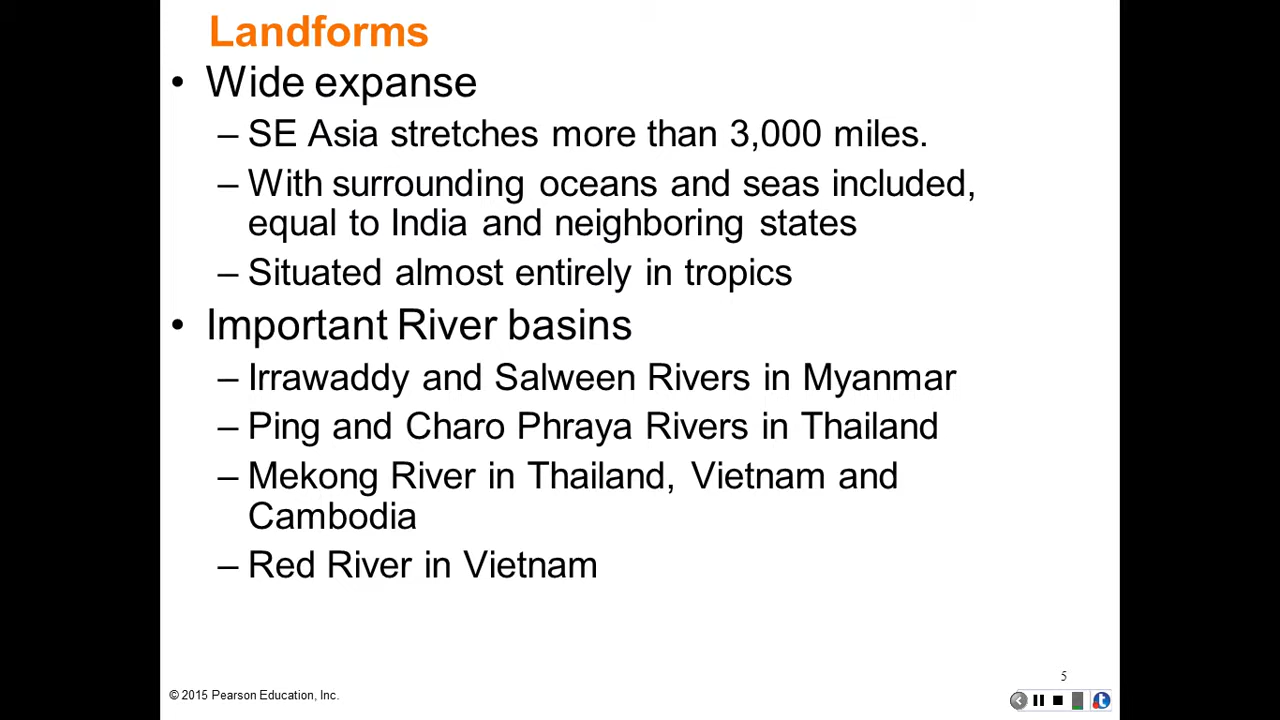 Landforms
• Wide expanse
– SE Asia stretches more than 3,000 miles.
– With surrounding oceans and seas included,
equal to India and neighboring states
– Situated almost entirely in tropics
• Important River basins
– Irrawaddy and Salween Rivers in Myanmar
– Ping and Charo Phraya Rivers in Thailand
– Mekong River in Thailand, Vietnam and
Cambodia
– Red River in Vietnam
5
© 2015 Pearson Education, Inc.